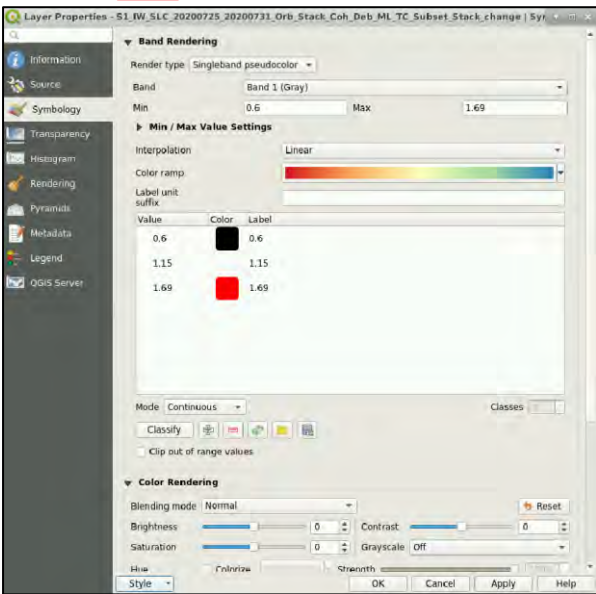 Layer Properties - S1_IW_SLC_20200725_20200731_Orb_Stack_Coh_Deb_ML_TC_Subset_Stack_change | Sy
Information
Source
Symbology
Transparency
Histogram
Rendering
Pyramids
Metadata
Legend
QGIS Server
Band Rendering
Render type Singleband pseudocolor
Band Band 1 (Gray)
Min 0.6 Max 1.69
Min / Max Value Settings
Interpolation Linear
Color ramp
Label unit
suffix
Value Color Label
0.6 0.6
1.15 1.15
1.69 1.69
Mode Continuous Classes
Classify
Clip out of range values
Color Rendering
Blending mode Normal Reset
Brightness 0 Contrast 0
Saturation 0 Grayscale Off
Hue Colorize Strength
Style OK Cancel Apply Help